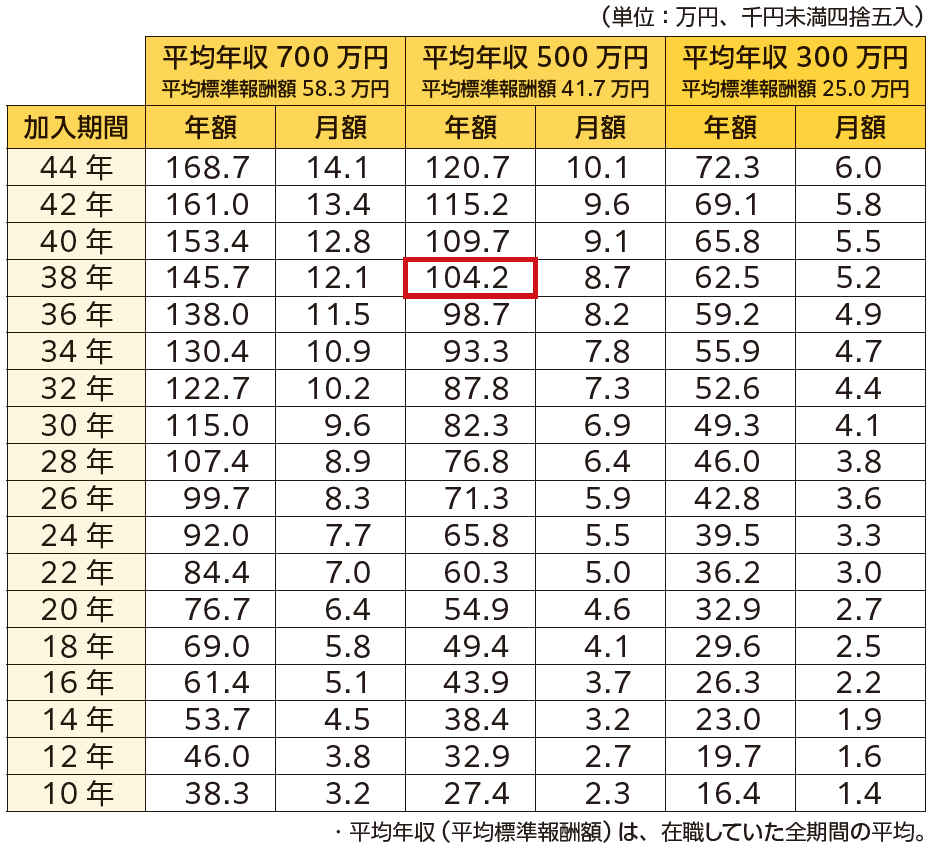 （単位：万円、千円未満四捨五入）
平均年収 700 万円 平均年収 500 万円 平均年収 300 万円
平均標準報酬額 58.3 万円 平均標準報酬額 41.7 万円 平均標準報酬額 25.0 万円
加入期間 年額 月額 年額 月額 年額 月額
44 年 168.7 14.1 120.7 10.1 72.3 6.0
42 年 161.0 13.4 115.2 9.6 69.1 5.8
40 年 153.4 12.8 109.7 9.1 65.8 5.5
38 年 145.7 12.1 104.2 8.7 62.5 5.2
36 年 138.0 11.5 98.7 8.2 59.2 4.9
34 年 130.4 10.9 93.3 7.8 55.9 4.7
32 年 122.7 10.2 87.8 7.3 52.6 4.4
30 年 115.0 9.6 82.3 6.9 49.3 4.1
28 年 107.4 8.9 76.8 6.4 46.0 3.8
26 年 99.7 8.3 71.3 5.9 42.8 3.6
24 年 92.0 7.7 65.8 5.5 39.5 3.3
22 年 84.4 7.0 60.3 5.0 36.2 3.0
20 年 76.7 6.4 54.9 4.6 32.9 2.7
18 年 69.0 5.8 49.4 4.1 29.6 2.5
16 年 61.4 5.1 43.9 3.7 26.3 2.2
14 年 53.7 4.5 38.4 3.2 23.0 1.9
12 年 46.0 3.8 32.9 2.7 19.7 1.6
10 年 38.3 3.2 27.4 2.3 16.4 1.4
・平均年収（平均標準報酬額）は、在職していた全期間の平均。